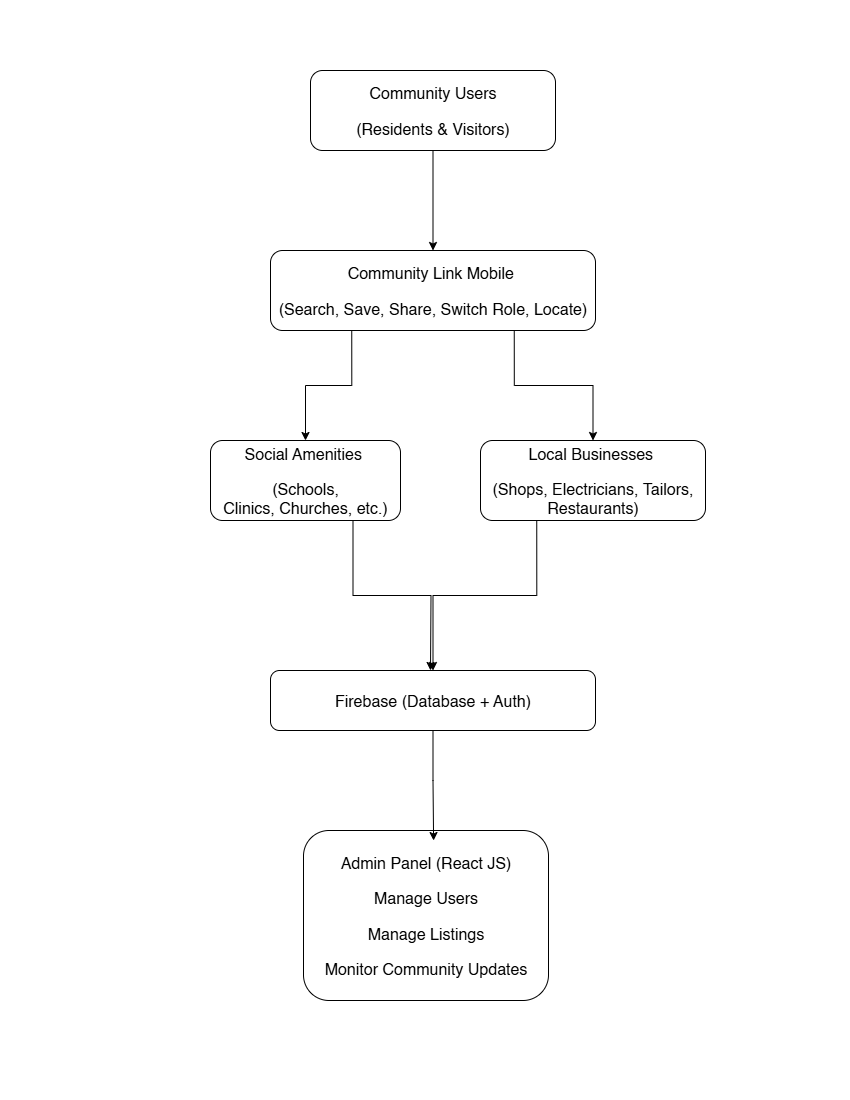 Community Users
(Residents & Visitors)
Community Link Mobile
(Search, Save, Share, Switch Role, Locate)
Social Amenities
(Schools,
Clinics, Churches, etc.)
Local Businesses
(Shops, Electricians, Tailors,
Restaurants)
Firebase (Database + Auth)
Admin Panel (React JS)
Manage Users
Manage Listings
Monitor Community Updates